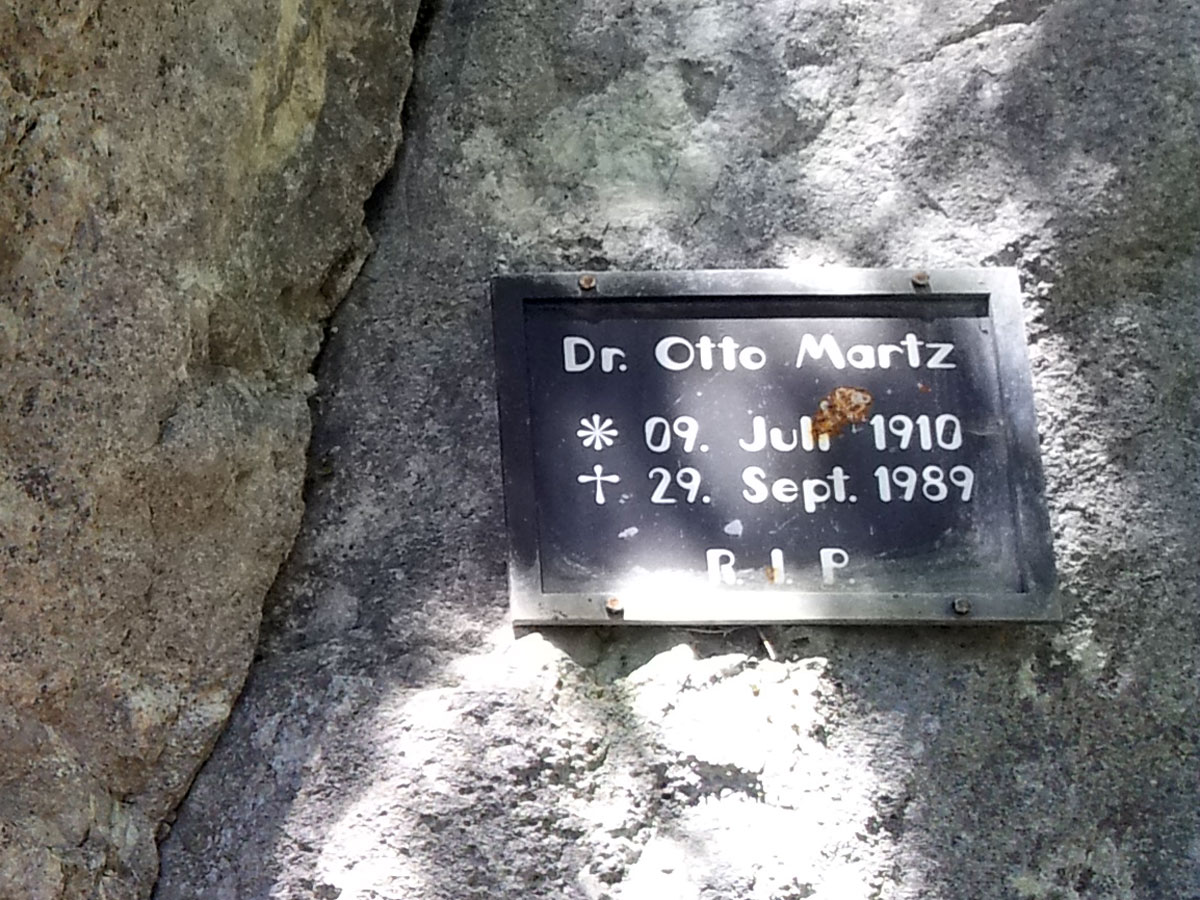 Dr. Otto Martz
* 09. Juli 1910
† 29. Sept. 1989
R. I. P.